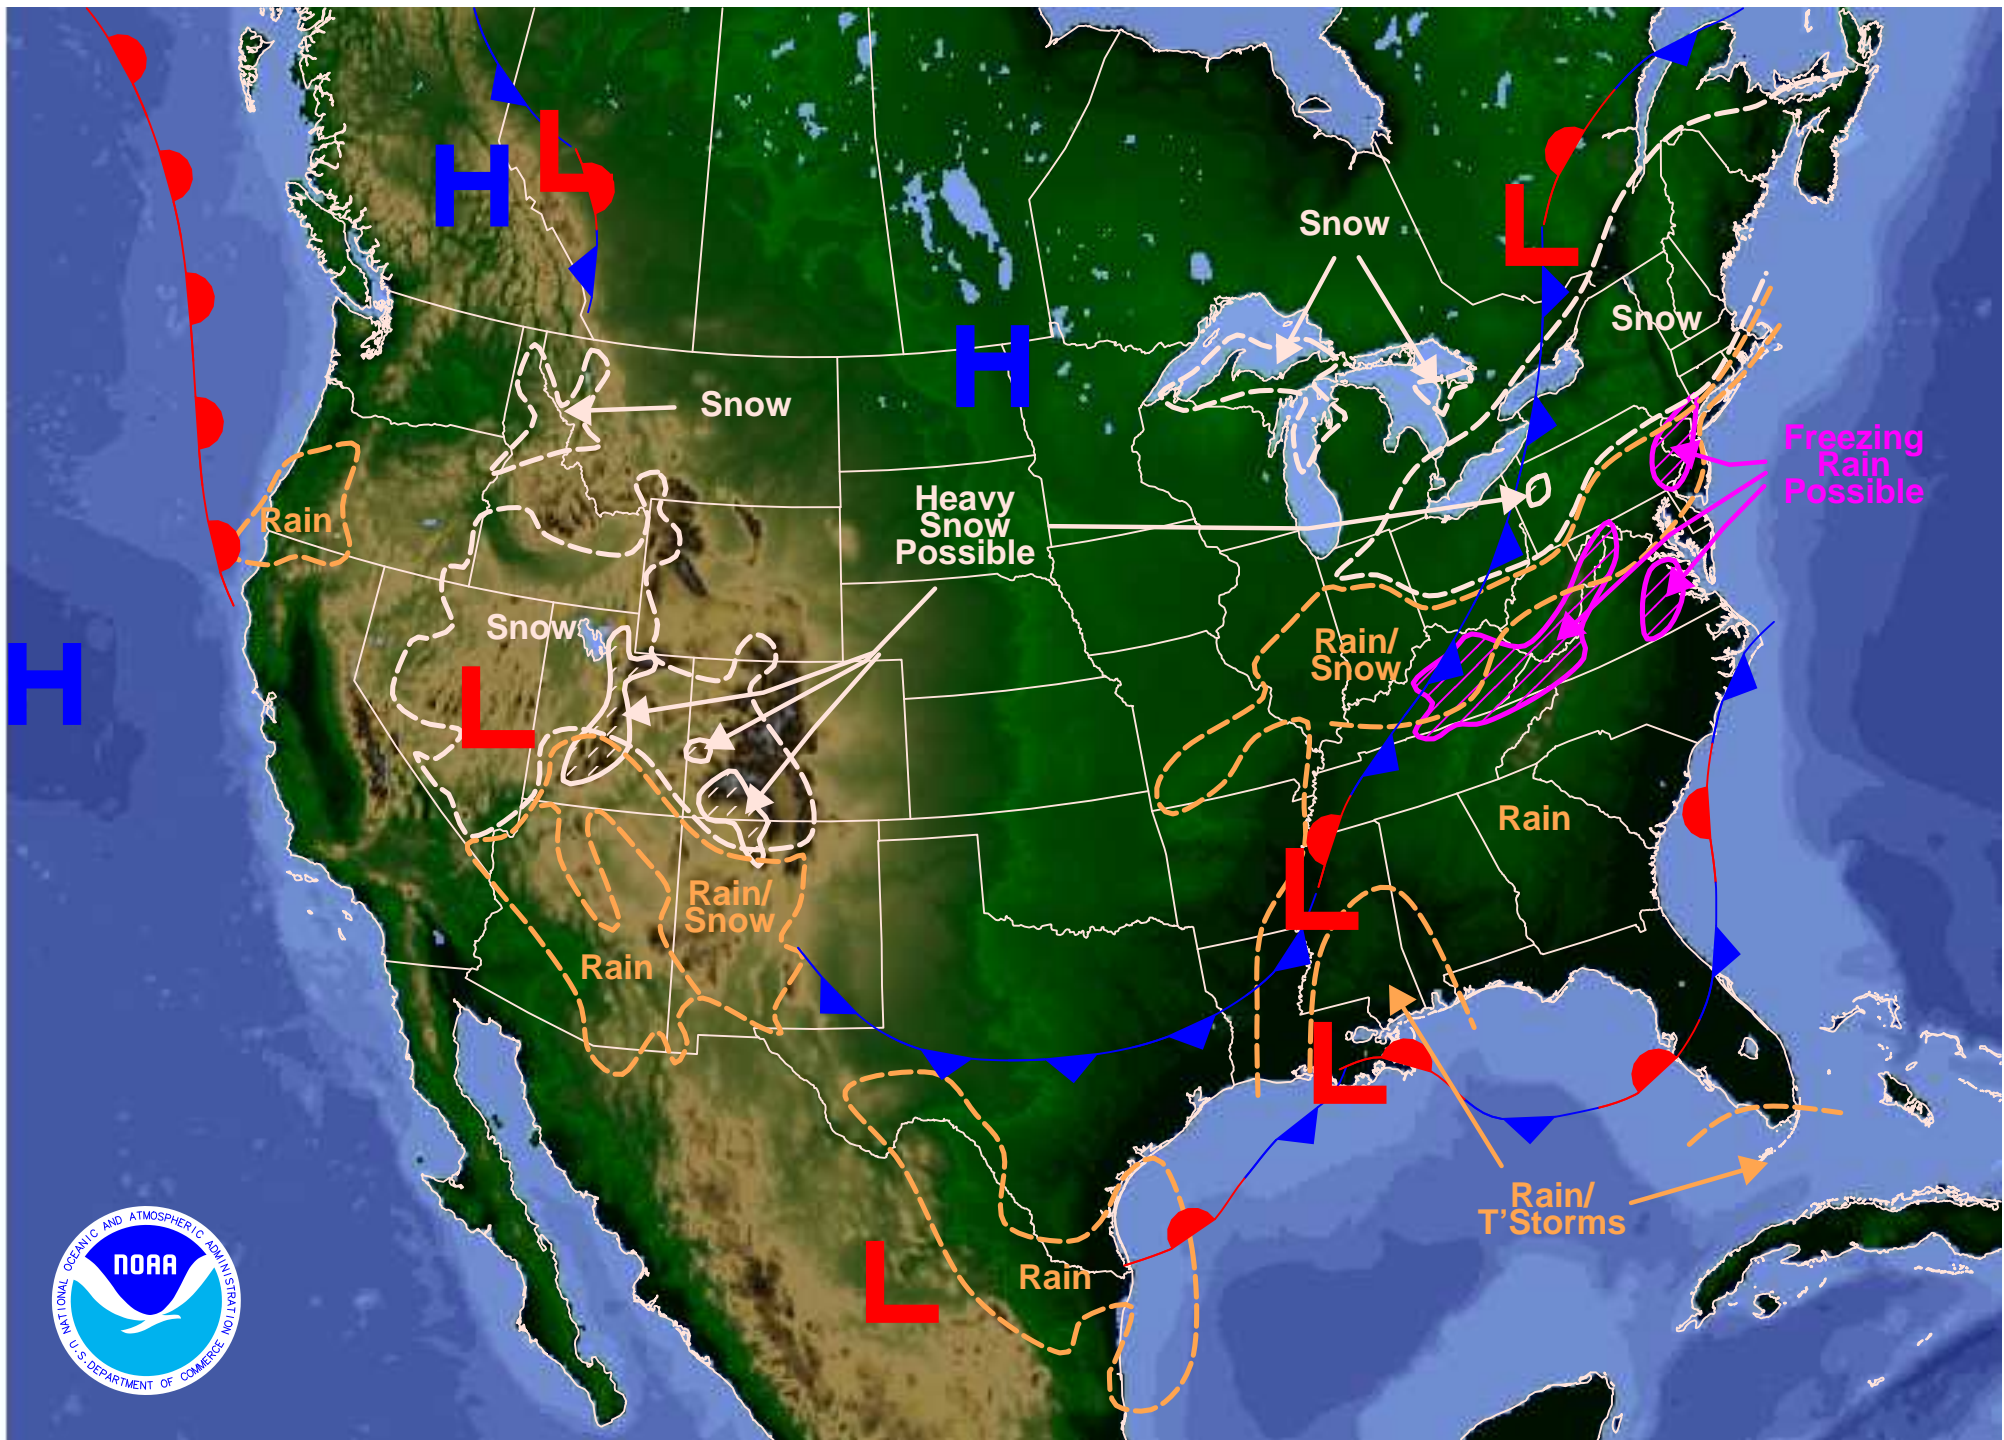 H
L
H
L
H
L
H
L
L
L
Snow
Snow
Snow
Heavy
Snow
Possible
Freezing
Rain
Possible
Rain
Snow
Rain/
Snow
Rain
Rain/
Snow
Rain
Rain
Rain/
T'Storms
NOAA
NATIONAL OCEANIC AND ATMOSPHERIC ADMINISTRATION
U.S. DEPARTMENT OF COMMERCE